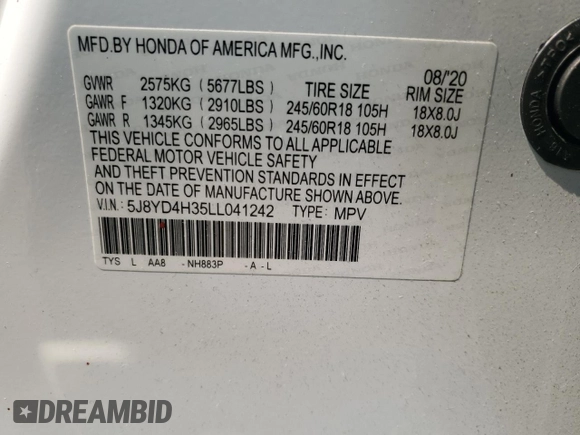 MFD.BY HONDA OF AMERICA MFG.,INC.
08/'20
GVWR 2575KG (5677LBS) TIRE SIZE RIM SIZE
GAWR F 1320KG (2910LBS) 245/60R18 105H 18X8.0J
GAWR R 1345KG (2965LBS) 245/60R18 105H 18X8.0J
THIS VEHICLE CONFORMS TO ALL APPLICABLE
FEDERAL MOTOR VEHICLE SAFETY
AND THEFT PREVENTION STANDARDS IN EFFECT
ON THE DATE OF MANUFACTURE SHOWN ABOVE.
V.I.N.: 5J8YD4H35LL041242 TYPE: MPV
TYS L AA8 - NH883P - A - L
HONDA
DREAMBID